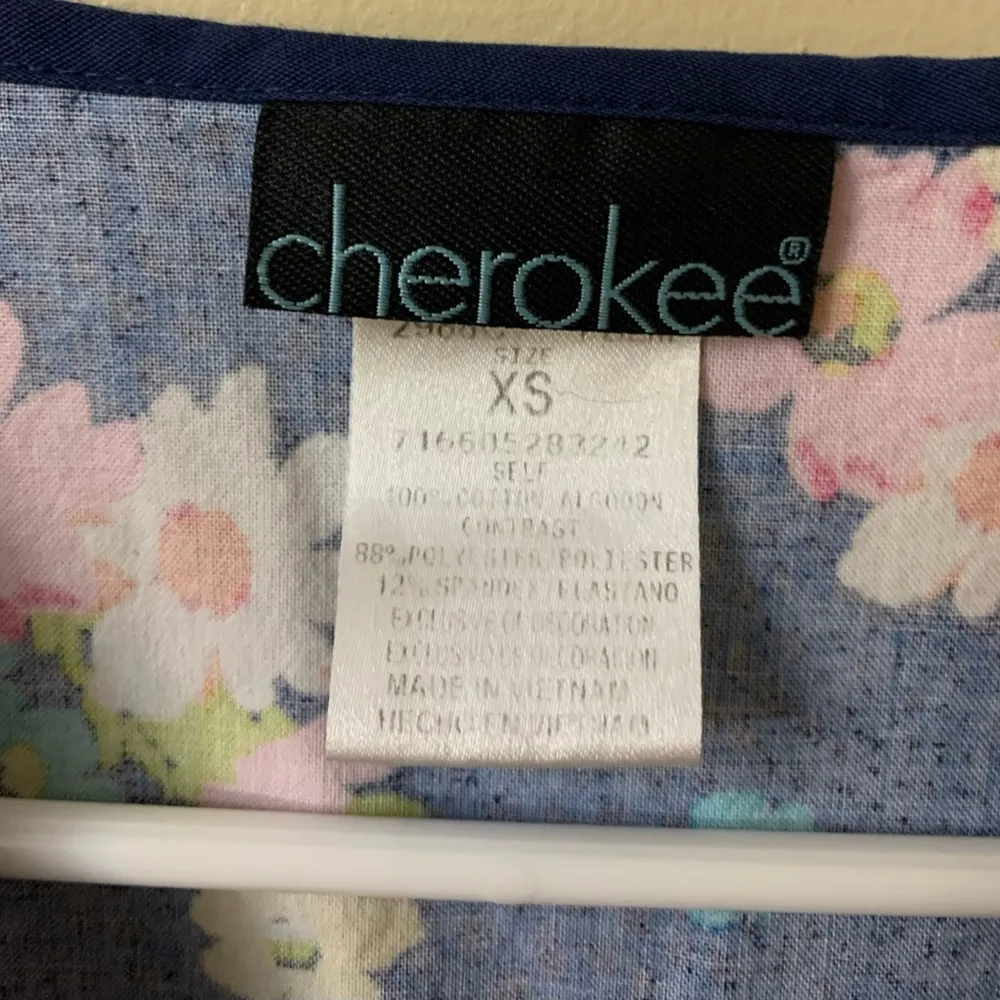 cherokee®
SIZE
XS
716605283242
SELF
100% COTTON ALGODON
CONTRAST
88% POLYESTER/POLIESTER
12% SPANDEX/ELASTANO
EXCLUSIVE OF DECORATION
EXCLUSIVO DE DECORACION
MADE IN VIETNAM
HECHO EN VIETNAO